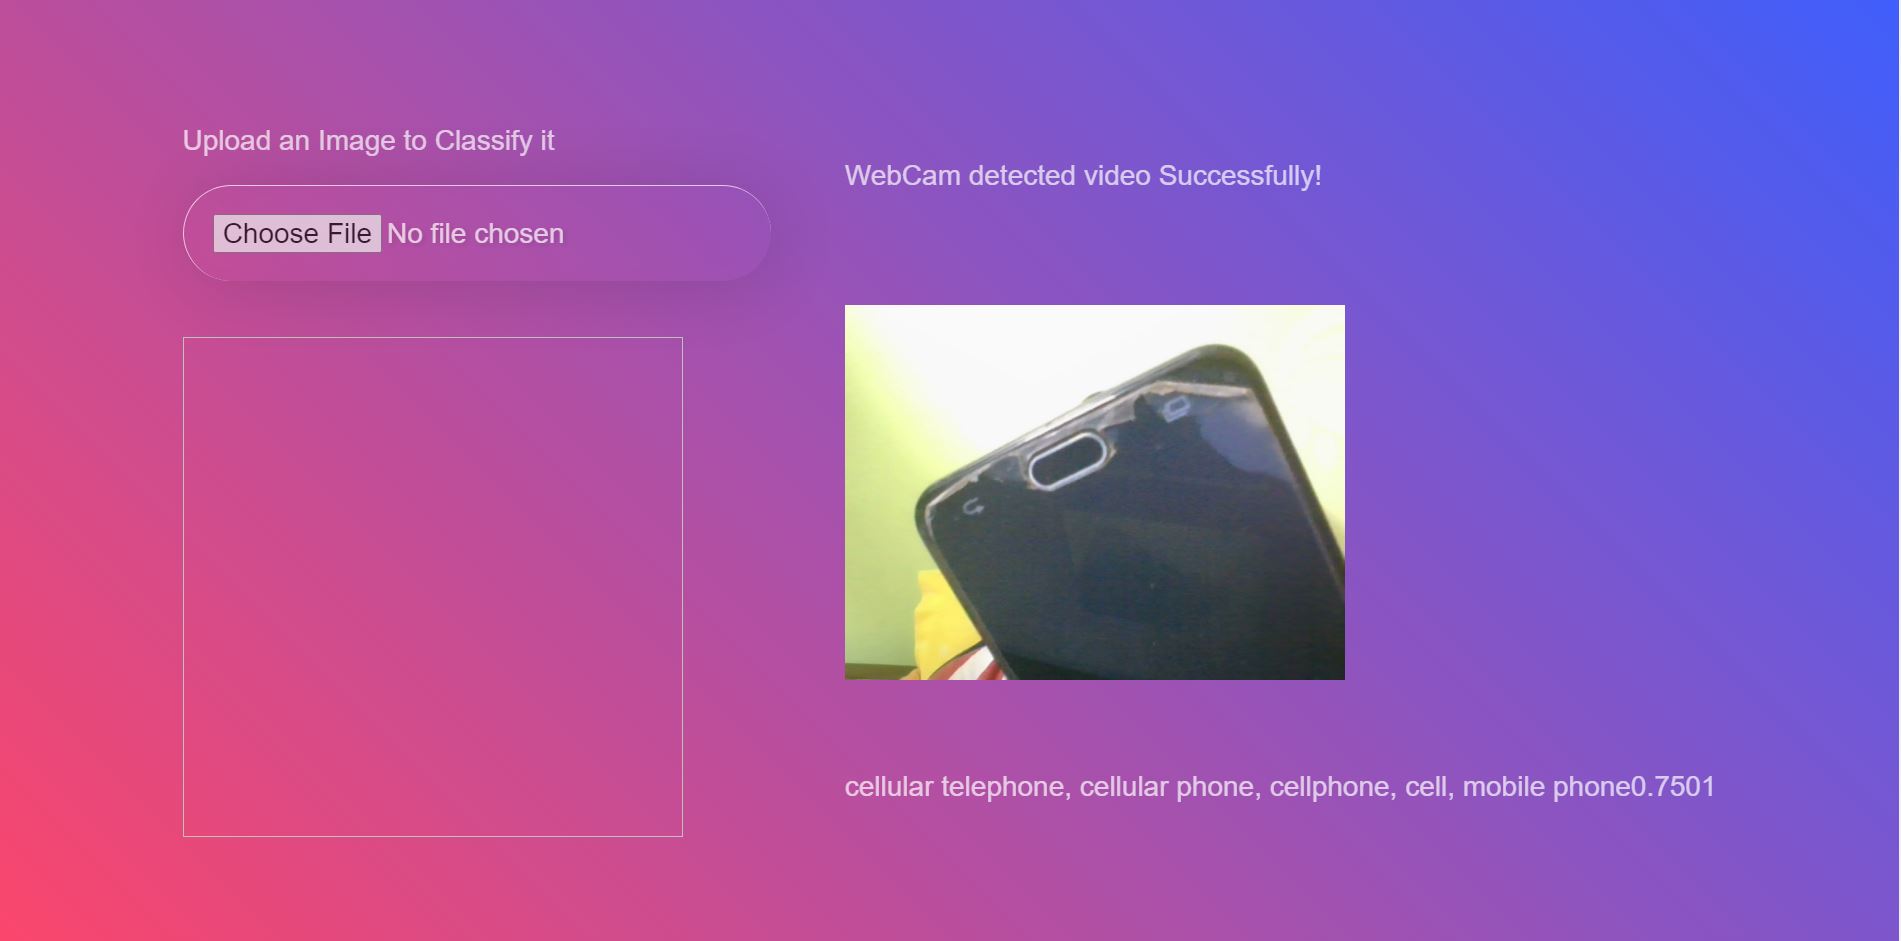 Upload an Image to Classify it
Choose File No file chosen
WebCam detected video Successfully!
cellular telephone, cellular phone, cellphone, cell, mobile phone0.7501